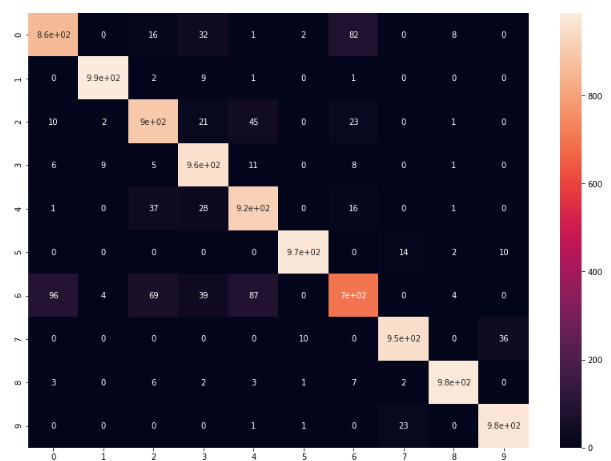 0 8.6e+02 0 16 32 1 2 82 0 8 0
1 0 9.9e+02 2 9 1 0 1 0 0 0
2 10 2 9e+02 21 45 0 23 0 1 0
3 6 9 5 9.6e+02 11 0 8 0 1 0
4 1 0 37 28 9.2e+02 0 16 0 1 0
5 0 0 0 0 0 9.7e+02 0 14 2 10
6 96 4 69 39 87 0 7e+02 0 4 0
7 0 0 0 0 0 10 0 9.5e+02 0 36
8 3 0 6 2 3 1 7 2 9.8e+02 0
9 0 0 0 0 1 1 0 23 0 9.8e+02
0 1 2 3 4 5 6 7 8 9
800
600
400
200
0